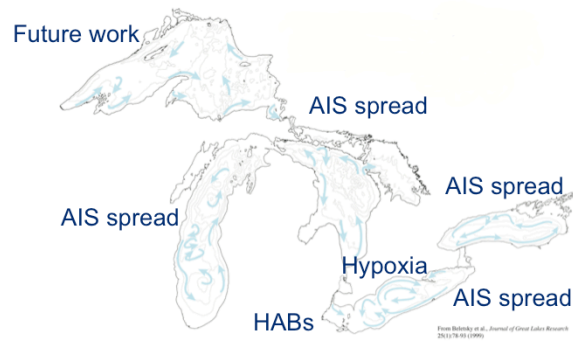 Future work
AIS spread
AIS spread
AIS spread
Hypoxia
AIS spread
HABs
From Beletsky et al., Journal of Great Lakes Research
25(1):78-93 (1999)